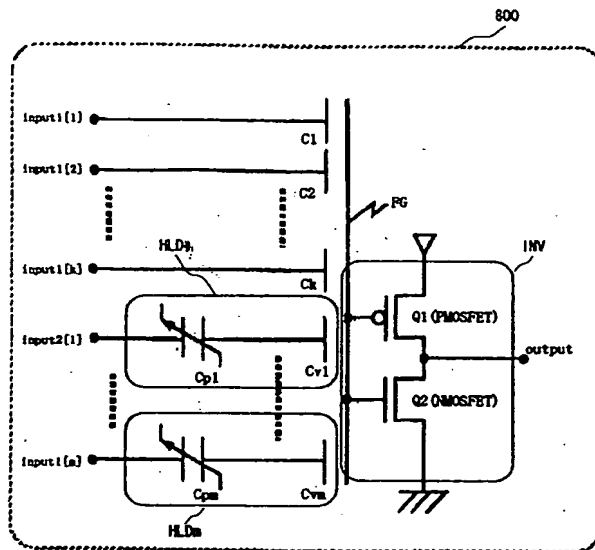 800
input1[1]
C1
input1[2]
C2
FG
HLD1
INV
input1[k]
Ck
Q1(PMOSFET)
input2[1]
output
Cp1
Cv1
Q2(NMOSFET)
input1[m]
Cpm
Cvm
HLDm